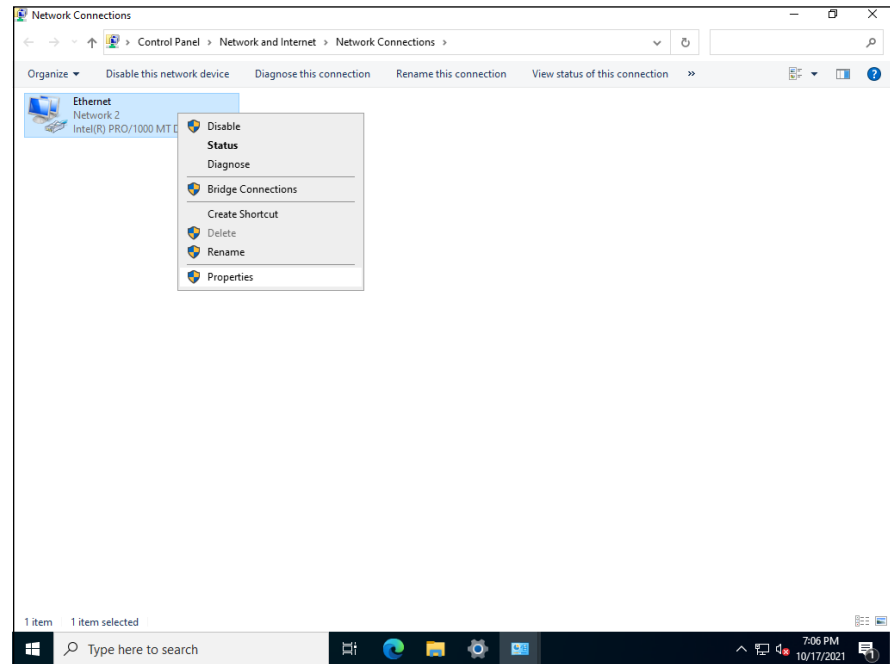 Network Connections
Control Panel > Network and Internet > Network Connections >
Organize Disable this network device Diagnose this connection Rename this connection View status of this connection »
Ethernet
Network 2
Intel(R) PRO/1000 MT D
Disable
Status
Diagnose
Bridge Connections
Create Shortcut
Delete
Rename
Properties
1 item 1 item selected
Type here to search
7:06 PM
10/17/2021
1